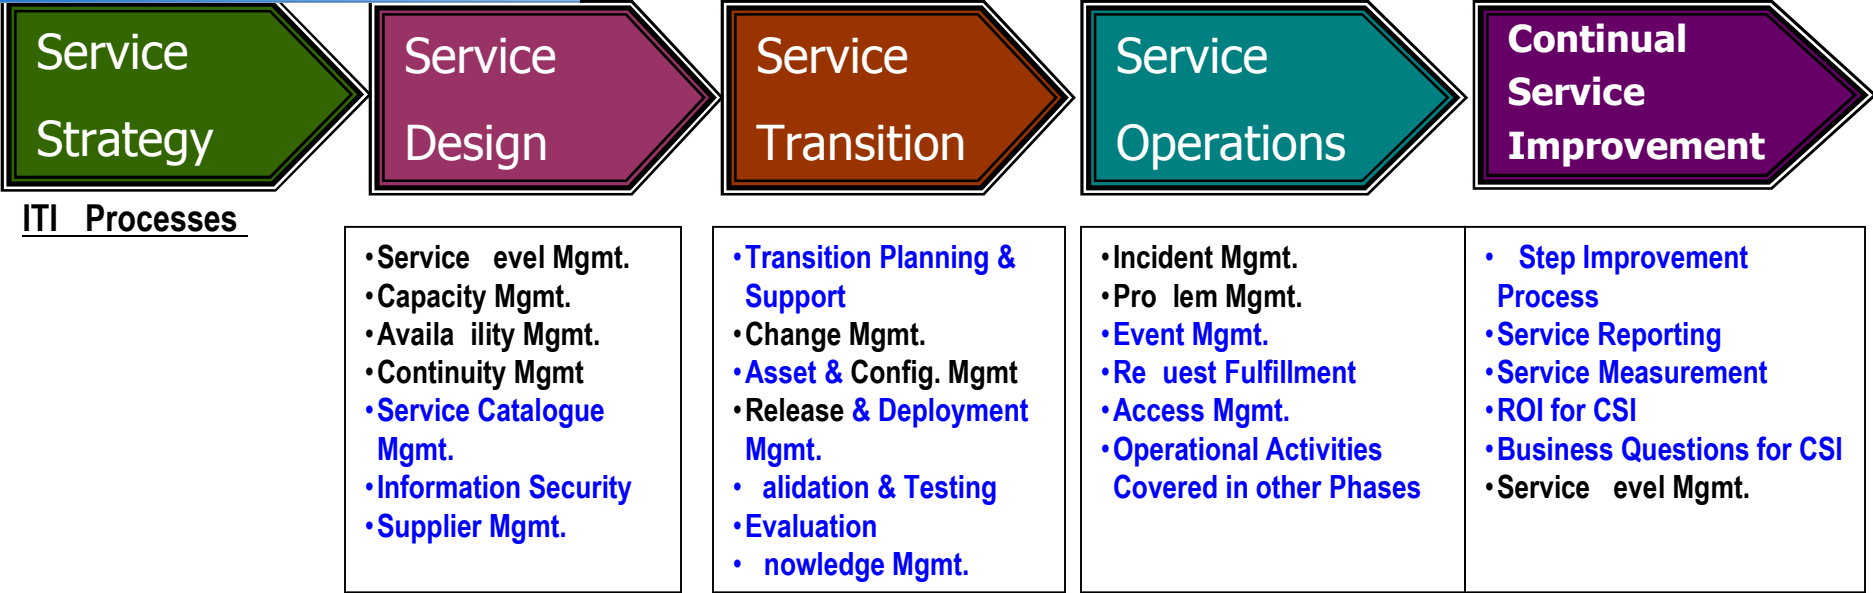 Service
Strategy
Service
Design
Service
Transition
Service
Operations
Continual
Service
Improvement
ITI Processes
•Service evel Mgmt.
•Capacity Mgmt.
•Availa ility Mgmt.
•Continuity Mgmt
•Service Catalogue
Mgmt.
•Information Security
•Supplier Mgmt.
•Transition Planning &
Support
•Change Mgmt.
•Asset & Config. Mgmt
•Release & Deployment
Mgmt.
• alidation & Testing
•Evaluation
• nowledge Mgmt.
•Incident Mgmt.
•Pro lem Mgmt.
•Event Mgmt.
•Re uest Fulfillment
•Access Mgmt.
•Operational Activities
Covered in other Phases
• Step Improvement
Process
•Service Reporting
•Service Measurement
•ROI for CSI
•Business Questions for CSI
•Service evel Mgmt.